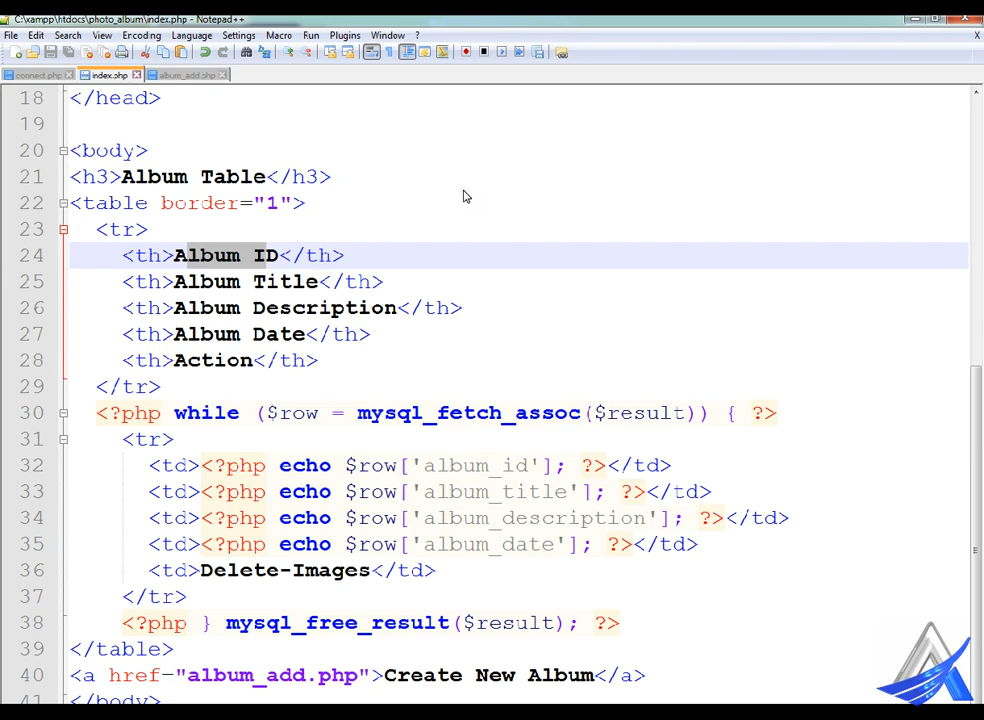 C:\xampp\htdocs\photo_album\index.php - Notepad++
File Edit Search View Encoding Language Settings Macro Run Plugins Window ? X
connect.php index.php album_add.php
18 </head>
19
20 <body>
21 <h3>Album Table</h3>
22 <table border="1">
23 <tr>
24 <th>Album ID</th>
25 <th>Album Title</th>
26 <th>Album Description</th>
27 <th>Album Date</th>
28 <th>Action</th>
29 </tr>
30 <?php while ($row = mysql_fetch_assoc($result)) { ?>
31 <tr>
32 <td><?php echo $row['album_id']; ?></td>
33 <td><?php echo $row['album_title']; ?></td>
34 <td><?php echo $row['album_description']; ?></td>
35 <td><?php echo $row['album_date']; ?></td>
36 <td>Delete-Images</td>
37 </tr>
38 <?php } mysql_free_result($result); ?>
39 </table>
40 <a href="album_add.php">Create New Album</a>
41 </body>